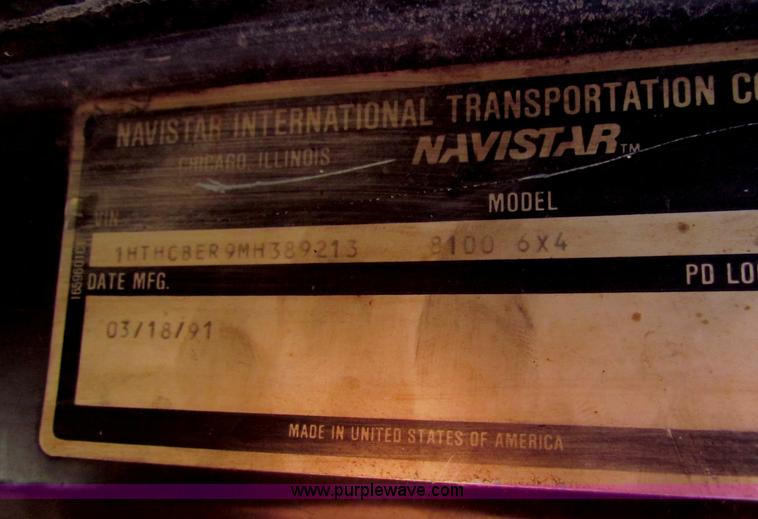 NAVISTAR INTERNATIONAL TRANSPORTATION CO
CHICAGO, ILLINOIS
NAVISTAR™
VIN
MODEL
1HTHCBER9MH389213
8100 6X4
DATE MFG.
PD LO
03/18/91
MADE IN UNITED STATES OF AMERICA
www.purplewave.com